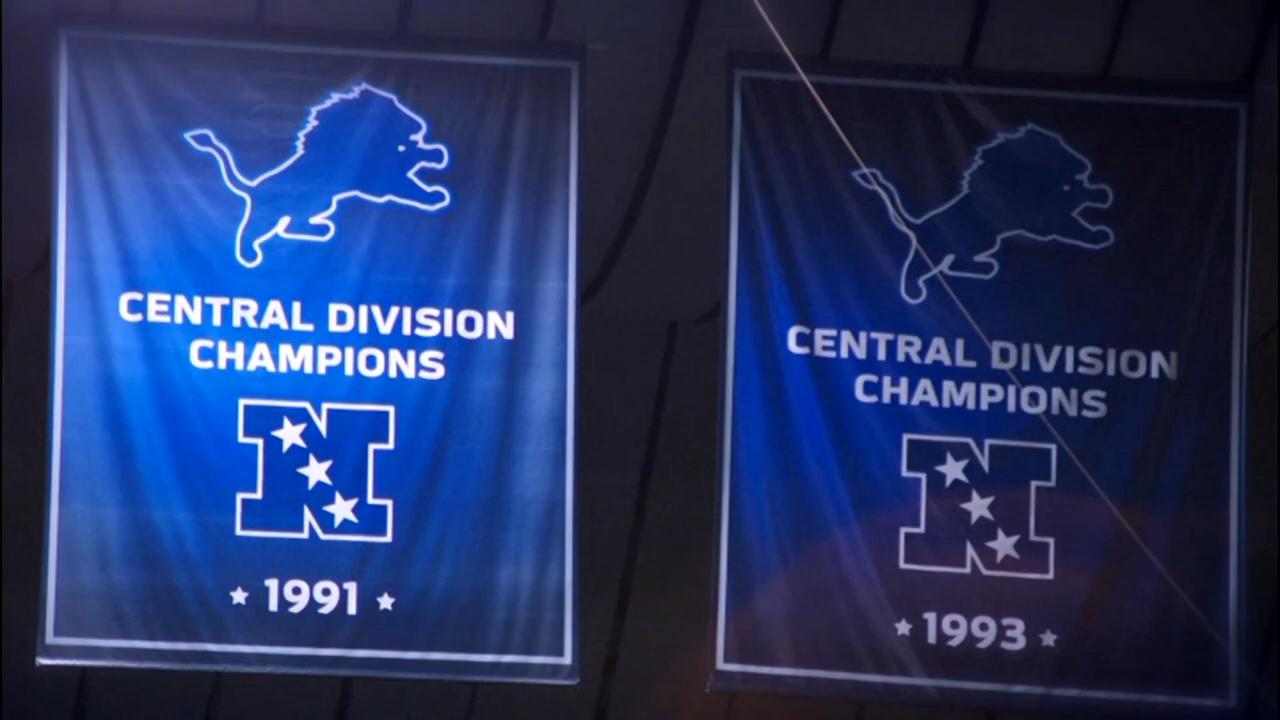 CENTRAL DIVISION
CHAMPIONS
N
1991
CENTRAL DIVISION
CHAMPIONS
N
1993